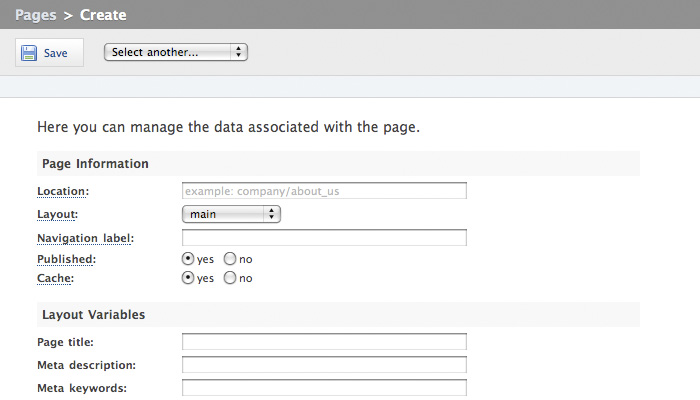 Pages > Create
Save Select another...
Here you can manage the data associated with the page.
Page Information
Location: example: company/about_us
Layout: main
Navigation label:
Published: yes no
Cache: yes no
Layout Variables
Page title:
Meta description:
Meta keywords: